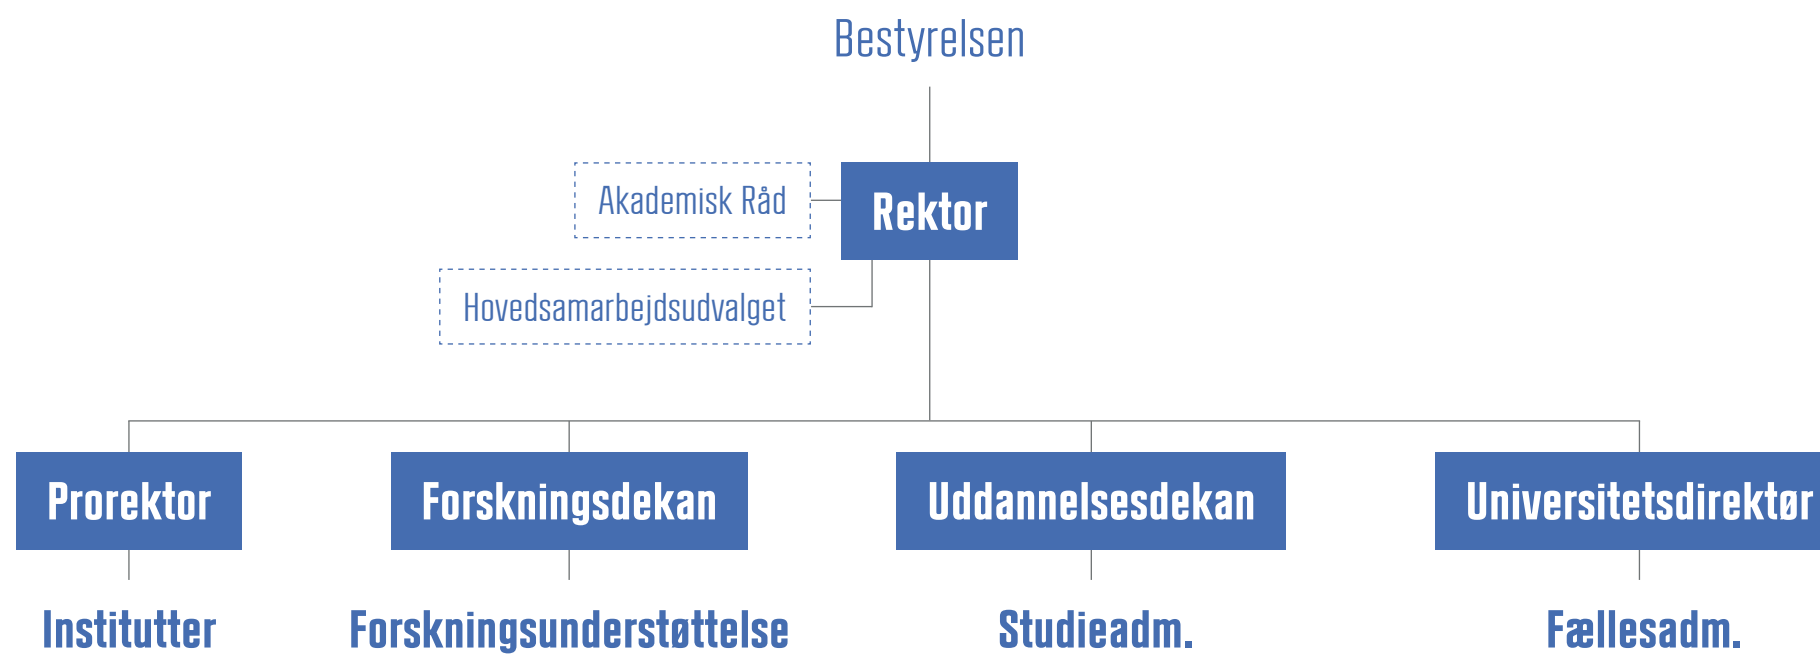 Bestyrelsen
Akademisk Råd
Rektor
Hovedsamarbejdsudvalget
Prorektor
Forskningsdekan
Uddannelsesdekan
Universitetsdirektør
Institutter
Forskningsunderstøttelse
Studieadm.
Fællesadm.